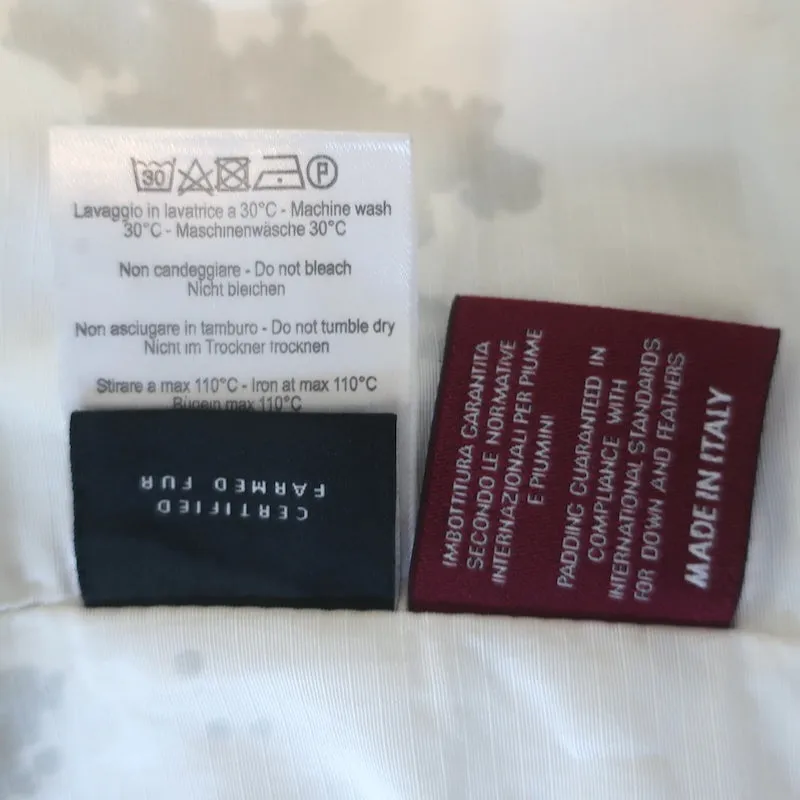 30
P
Lavaggio in lavatrice a 30°C - Machine wash
30°C - Maschinenwäsche 30°C
Non candeggiare - Do not bleach
Nicht bleichen
Non asciugare in tamburo - Do not tumble dry
Nicht im Trockner trocknen
Stirare a max 110°C - Iron at max 110°C
Bügeln max 110°C
CERTIFIED
FARMED FUR
IMBOTTITURA GARANTITA
SECONDO LE NORMATIVE
INTERNAZIONALI PER PIUME
E PIUMINI
PADDING GUARANTEED IN
COMPLIANCE WITH
INTERNATIONAL STANDARDS
FOR DOWN AND FEATHERS
MADE IN ITALY